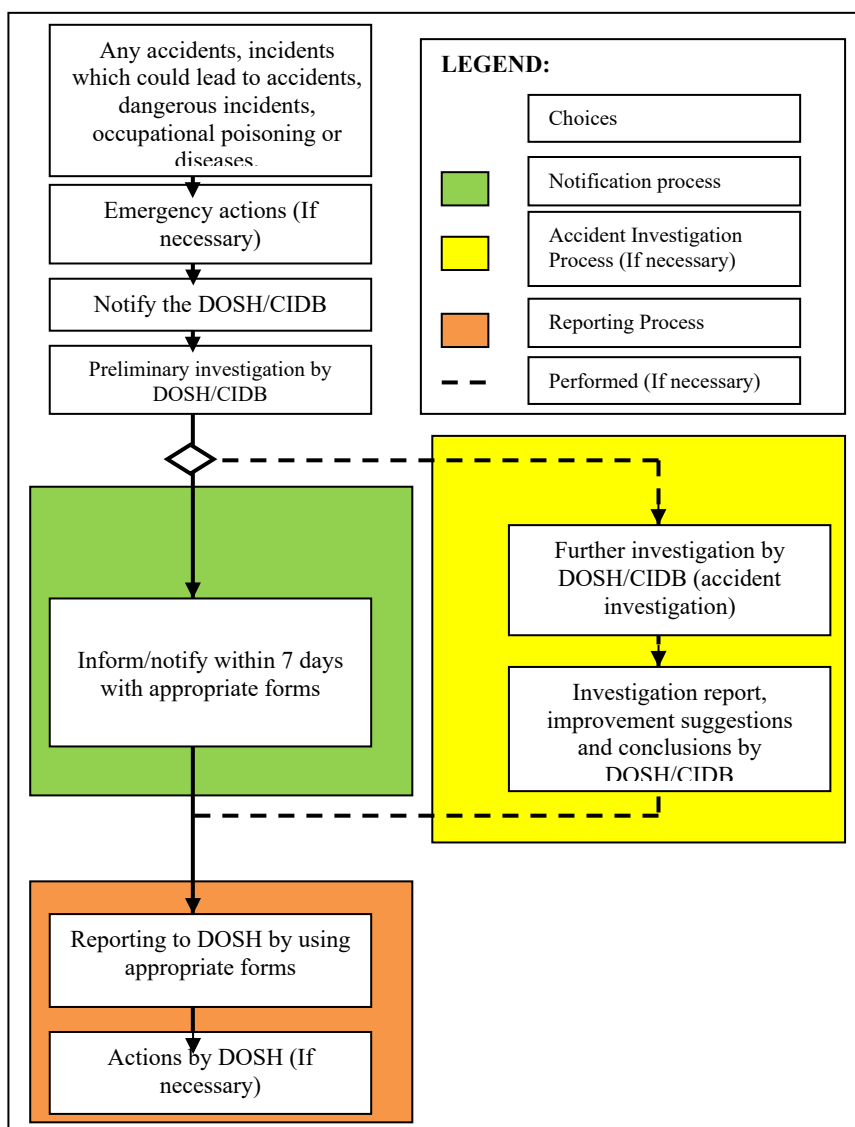 Any accidents, incidents
which could lead to accidents,
dangerous incidents,
occupational poisoning or
diseases.
Emergency actions (If
necessary)
Notify the DOSH/CIDB
Preliminary investigation by
DOSH/CIDB
LEGEND:
Choices
Notification process
Accident Investigation
Process (If necessary)
Reporting Process
Performed (If necessary)
Inform/notify within 7 days
with appropriate forms
Further investigation by
DOSH/CIDB (accident
investigation)
Investigation report,
improvement suggestions
and conclusions by
DOSH/CIDB
Reporting to DOSH by using
appropriate forms
Actions by DOSH (If
necessary)